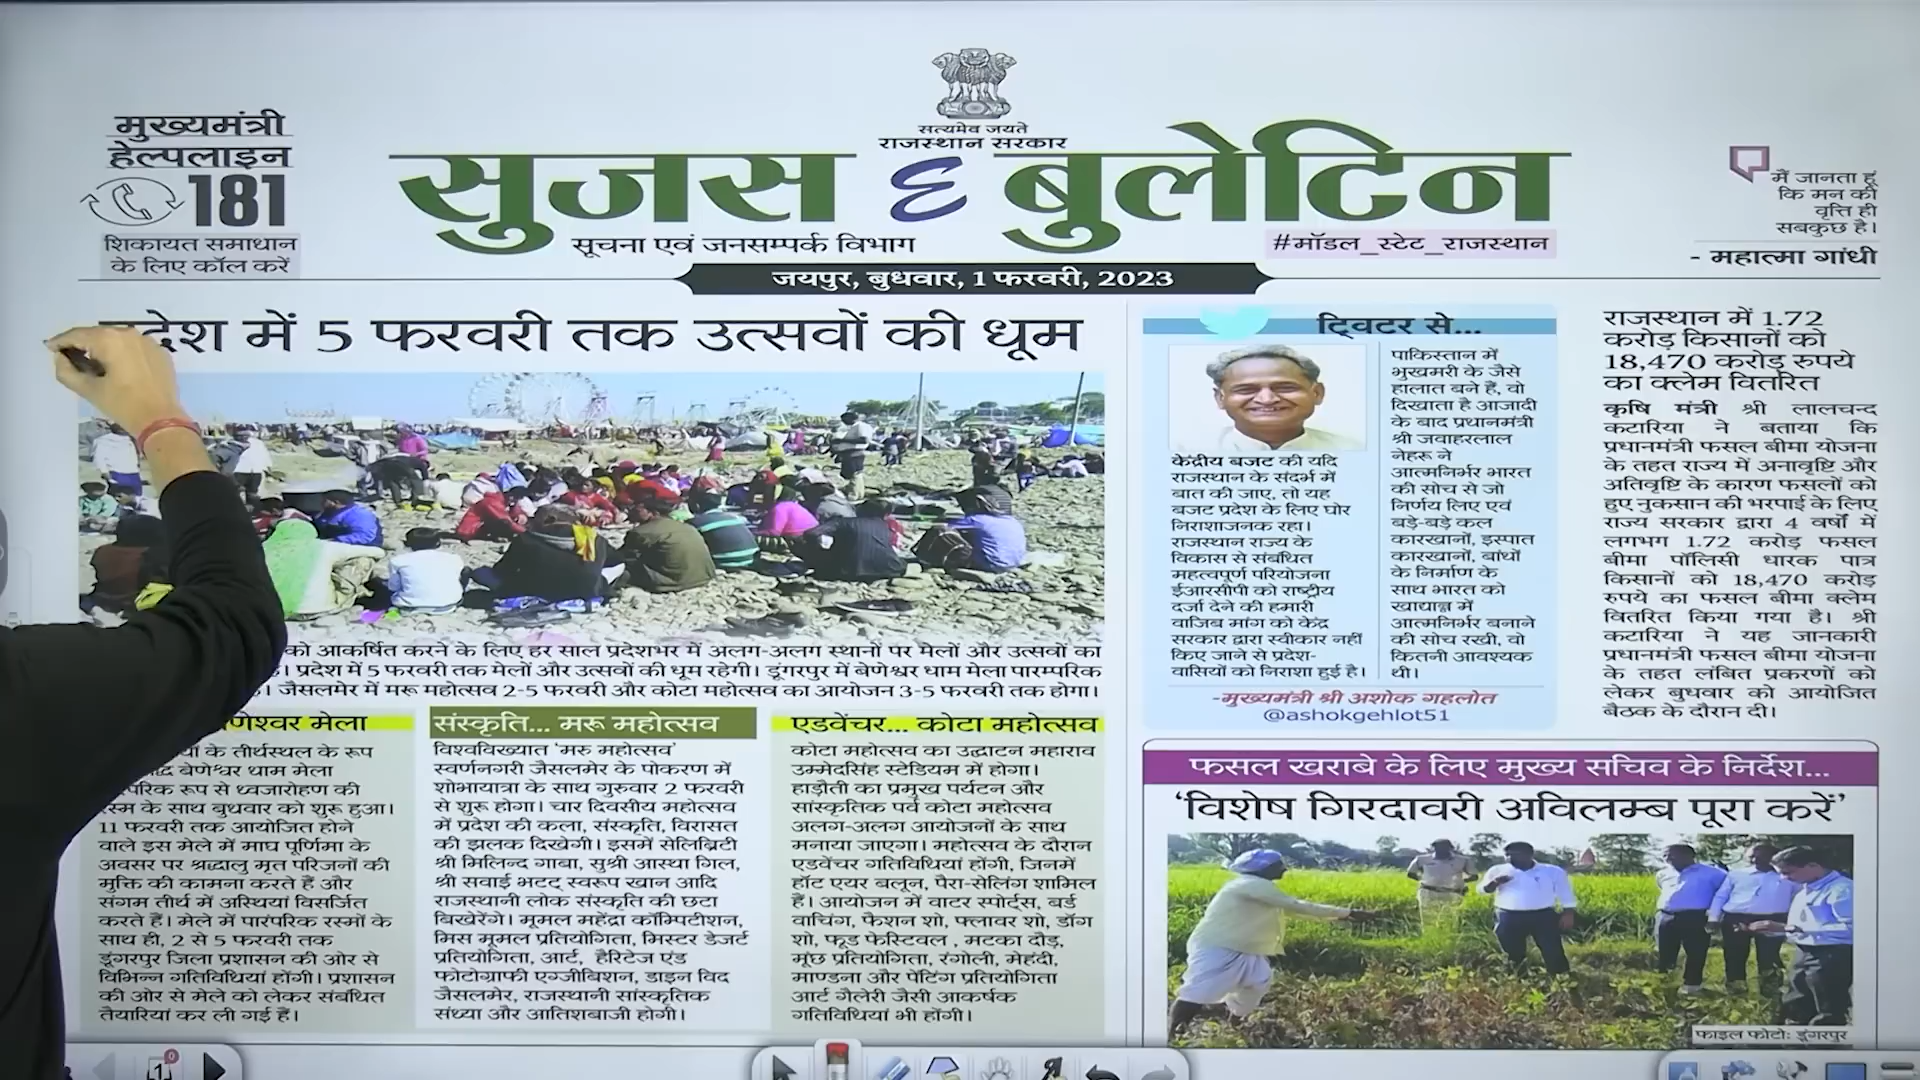 मुख्यमंत्री
हेल्पलाइन
181
शिकायत समाधान
के लिए कॉल करें
सत्यमेव जयते
राजस्थान सरकार
सुजस ई बुलेटिन
सूचना एवं जनसम्पर्क विभाग
#मॉडल_स्टेट_राजस्थान
मैं जानता हूं
कि मन की
वृत्ति ही
सबकुछ है।
- महात्मा गांधी
जयपुर, बुधवार, 1 फरवरी, 2023
में 5 फरवरी तक उत्सवों की धूम
को आकर्षित करने के लिए हर साल प्रदेशभर में अलग-अलग स्थानों पर मेलों और उत्सवों का
। प्रदेश में 5 फरवरी तक मेलों और उत्सवों की धूम रहेगी। डूंगरपुर में बेणेश्वर धाम मेला पारम्परिक
। जैसलमेर में मरू महोत्सव 2-5 फरवरी और कोटा महोत्सव का आयोजन 3-5 फरवरी तक होगा।
मेला
के तीर्थस्थल के रूप
बेणेश्वर धाम मेला
रूप से ध्वजारोहण की
के साथ बुधवार को शुरू हुआ।
11 फरवरी तक आयोजित होने
वाले इस मेले में माघ पूर्णिमा के
अवसर पर श्रद्धालु मृत परिजनों की
मुक्ति की कामना करते हैं और
संगम तीर्थ में अस्थियां विसर्जित
करते हैं। मेले में पारंपरिक रस्मों के
साथ ही, 2 से 5 फरवरी तक
डूंगरपुर जिला प्रशासन की ओर से
विभिन्न गतिविधियां होंगी। प्रशासन
की ओर से मेले को लेकर संबंधित
तैयारियां कर ली गई हैं।
संस्कृति... मरू महोत्सव
विश्वविख्यात 'मरु महोत्सव'
स्वर्णनगरी जैसलमेर के पोकरण में
शोभायात्रा के साथ गुरुवार 2 फरवरी
से शुरू होगा। चार दिवसीय महोत्सव
में प्रदेश की कला, संस्कृति, विरासत
की झलक दिखेगी। इसमें सेलिब्रिटी
श्री मिलिन्द गाबा, सुश्री आस्था गिल,
श्री सवाई भटट् स्वरूप खान आदि
राजस्थानी लोक संस्कृति की छटा
बिखेरेंगे। मूमल महेंद्रा कॉम्पिटीशन,
मिस मूमल प्रतियोगिता, मिस्टर डेजर्ट
प्रतियोगिता, आर्ट, हैरिटेज एंड
फोटोग्राफी एग्जीबिशन, डाइन विद
जैसलमेर, राजस्थानी सांस्कृतिक
संध्या और आतिशबाजी होगी।
एडवेंचर... कोटा महोत्सव
कोटा महोत्सव का उद्घाटन महाराव
उम्मेदसिंह स्टेडियम में होगा।
हाड़ौती का प्रमुख पर्यटन और
सांस्कृतिक पर्व कोटा महोत्सव
अलग-अलग आयोजनों के साथ
मनाया जाएगा। महोत्सव के दौरान
एडवेंचर गतिविधियां होंगी, जिनमें
हॉट एयर बलून, पैरा-सेलिंग शामिल
हैं। आयोजन में वाटर स्पोर्ट्स, बर्ड
वाचिंग, फैशन शो, फ्लावर शो, डॉग
शो, फूड फेस्टिवल , मटका दौड़,
मूंछ प्रतियोगिता, रंगोली, मेहंदी,
माण्डना और पेंटिंग प्रतियोगिता
आर्ट गैलेरी जैसी आकर्षक
गतिविधियां भी होंगी।
ट्विटर से...
केंद्रीय बजट की यदि
राजस्थान के संदर्भ में
बात की जाए, तो यह
बजट प्रदेश के लिए घोर
निराशाजनक रहा।
राजस्थान राज्य के
विकास से संबंधित
महत्वपूर्ण परियोजना
ईआरसीपी को राष्ट्रीय
दर्जा देने की हमारी
वाजिब मांग को केंद्र
सरकार द्वारा स्वीकार नहीं
किए जाने से प्रदेश-
वासियों को निराशा हुई है।
पाकिस्तान में
भुखमरी के जैसे
हालात बने हैं, वो
दिखाता है आजादी
के बाद प्रधानमंत्री
श्री जवाहरलाल
नेहरू ने
आत्मनिर्भर भारत
की सोच से जो
निर्णय लिए एवं
बड़े-बड़े कल
कारखानों, इस्पात
कारखानों, बांधों
के निर्माण के
साथ भारत को
खाद्यान्न में
आत्मनिर्भर बनाने
की सोच रखी, वो
कितनी आवश्यक
थी।
-मुख्यमंत्री श्री अशोक गहलोत
@ashokgehlot51
राजस्थान में 1.72
करोड़ किसानों को
18,470 करोड़ रुपये
का क्लेम वितरित
कृषि मंत्री श्री लालचन्द
कटारिया ने बताया कि
प्रधानमंत्री फसल बीमा योजना
के तहत राज्य में अनावृष्टि और
अतिवृष्टि के कारण फसलों को
हुए नुकसान की भरपाई के लिए
राज्य सरकार द्वारा 4 वर्षों में
लगभग 1.72 करोड़ फसल
बीमा पॉलिसी धारक पात्र
किसानों को 18,470 करोड़
रुपये का फसल बीमा क्लेम
वितरित किया गया है। श्री
कटारिया ने यह जानकारी
प्रधानमंत्री फसल बीमा योजना
के तहत लंबित प्रकरणों को
लेकर बुधवार को आयोजित
बैठक के दौरान दी।
फसल खराबे के लिए मुख्य सचिव के निर्देश...
'विशेष गिरदावरी अविलम्ब पूरा करें'
फाइल फोटोः डूंगरपुर